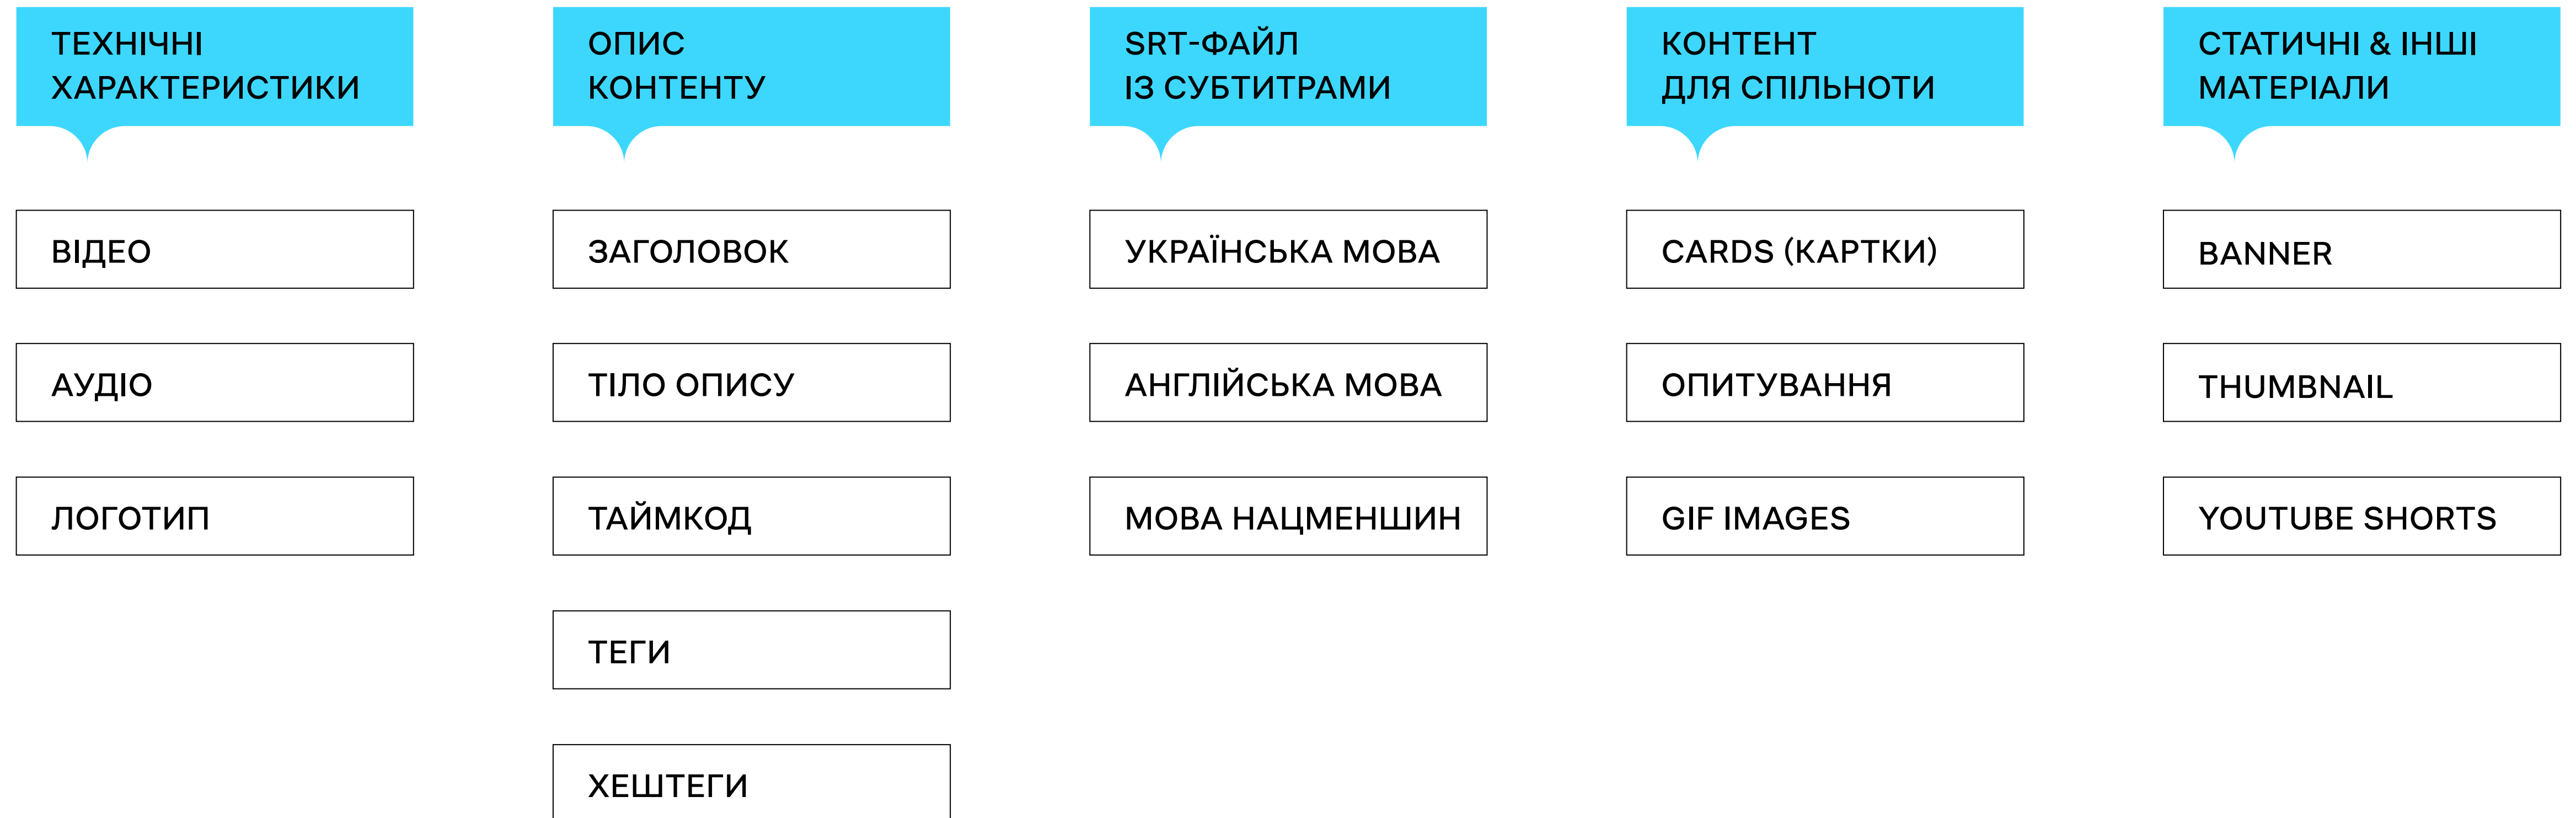 ТЕХНІЧНІ
ХАРАКТЕРИСТИКИ
ВІДЕО
АУДІО
ЛОГОТИП
ОПИС
КОНТЕНТУ
ЗАГОЛОВОК
ТІЛО ОПИСУ
ТАЙМКОД
ТЕГИ
ХЕШТЕГИ
SRT-ФАЙЛ
ІЗ СУБТИТРАМИ
УКРАЇНСЬКА МОВА
АНГЛІЙСЬКА МОВА
МОВА НАЦМЕНШИН
КОНТЕНТ
ДЛЯ СПІЛЬНОТИ
CARDS (КАРТКИ)
ОПИТУВАННЯ
GIF IMAGES
СТАТИЧНІ & ІНШІ
МАТЕРІАЛИ
BANNER
THUMBNAIL
YOUTUBE SHORTS